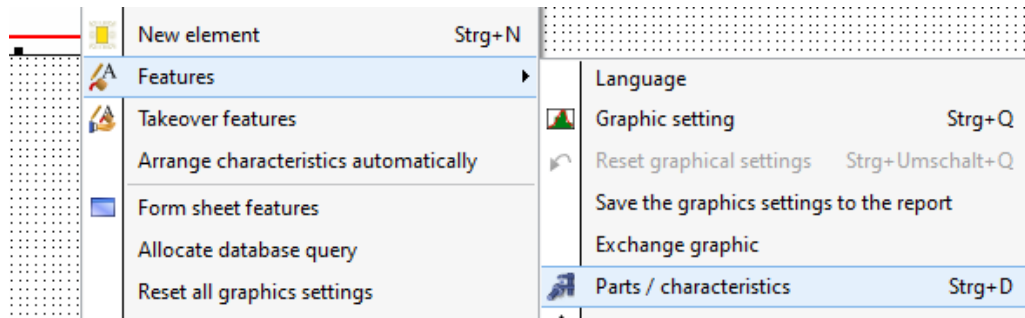 New element Strg+N
Features
Takeover features
Arrange characteristics automatically
Form sheet features
Allocate database query
Reset all graphics settings
Language
Graphic setting Strg+Q
Reset graphical settings Strg+Umschalt+Q
Save the graphics settings to the report
Exchange graphic
Parts / characteristics Strg+D